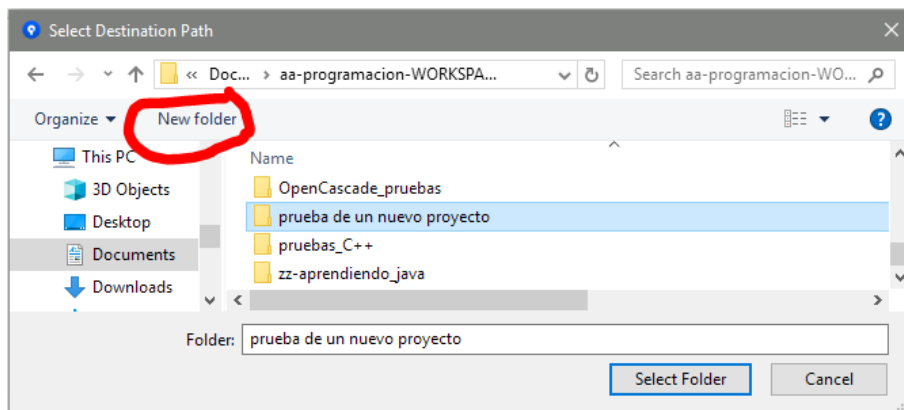 Select Destination Path
« Doc... › aa-programacion-WORKSPA...
Search aa-programacion-WO...
Organize
New folder
?
This PC
3D Objects
Desktop
Documents
Downloads
Name
OpenCascade_pruebas
prueba de un nuevo proyecto
pruebas_C++
zz-aprendiendo_java
Folder: prueba de un nuevo proyecto
Select Folder
Cancel